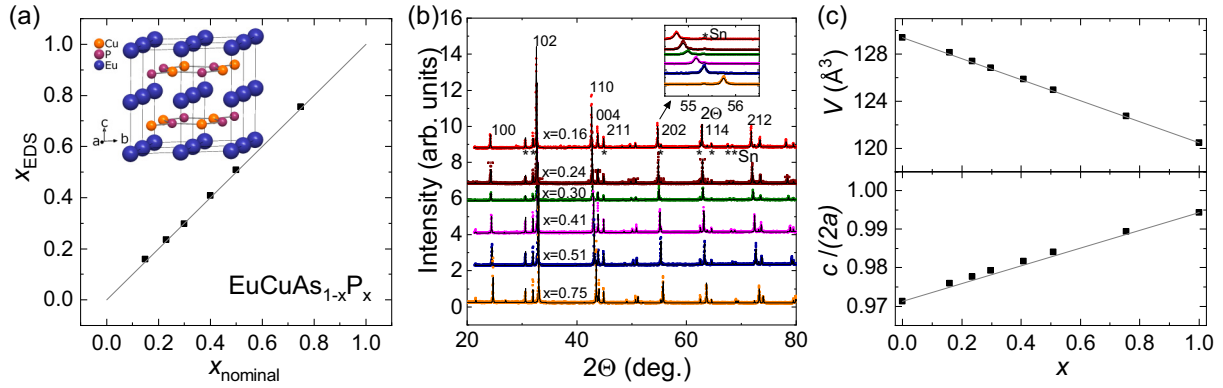 (a)
1.0
0.8
0.6
0.4
0.2
0.0
x_EDS
Cu
P
Eu
c
a
b
EuCuAs_{1-x}P_x
0.0 0.2 0.4 0.6 0.8 1.0
x_nominal
(b)
16
14
12
10
8
6
4
2
0
Intensity (arb. units)
102
110
004
100
211
202
114
212
x=0.16
* * * * * * **Sn
x=0.24
x=0.30
x=0.41
x=0.51
x=0.75
*Sn
55 56
2Θ
20 40 60 80
2Θ (deg.)
(c)
128
124
120
V (Å³)
1.00
0.99
0.98
0.97
c/(2a)
0.0 0.2 0.4 0.6 0.8 1.0
x